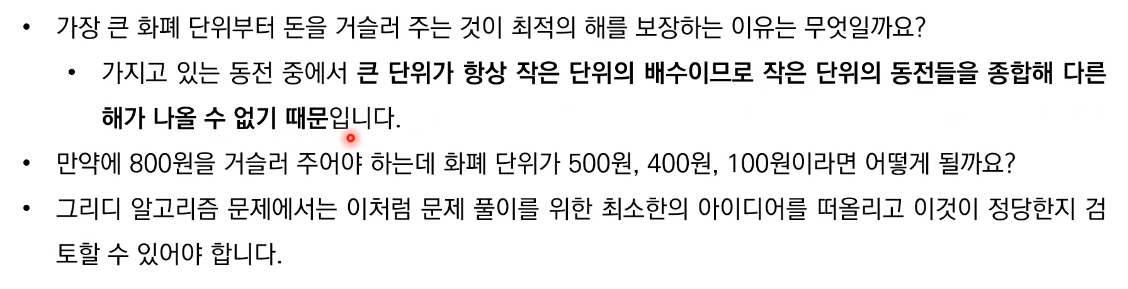 • 가장 큰 화폐 단위부터 돈을 거슬러 주는 것이 최적의 해를 보장하는 이유는 무엇일까요?
• 가지고 있는 동전 중에서 큰 단위가 항상 작은 단위의 배수이므로 작은 단위의 동전들을 종합해 다른
해가 나올 수 없기 때문입니다.
• 만약에 800원을 거슬러 주어야 하는데 화폐 단위가 500원, 400원, 100원이라면 어떻게 될까요?
• 그리디 알고리즘 문제에서는 이처럼 문제 풀이를 위한 최소한의 아이디어를 떠올리고 이것이 정당한지 검
토할 수 있어야 합니다.